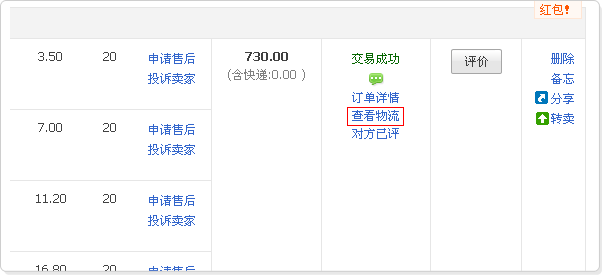 红包!
3.50 20 申请售后 730.00 交易成功 评价 删除
投诉卖家 (含快递:0.00 ) 备忘
订单详情 分享
查看物流 转卖
对方已评
7.00 20 申请售后
投诉卖家
11.20 20 申请售后
投诉卖家
16.80 20 申请售后